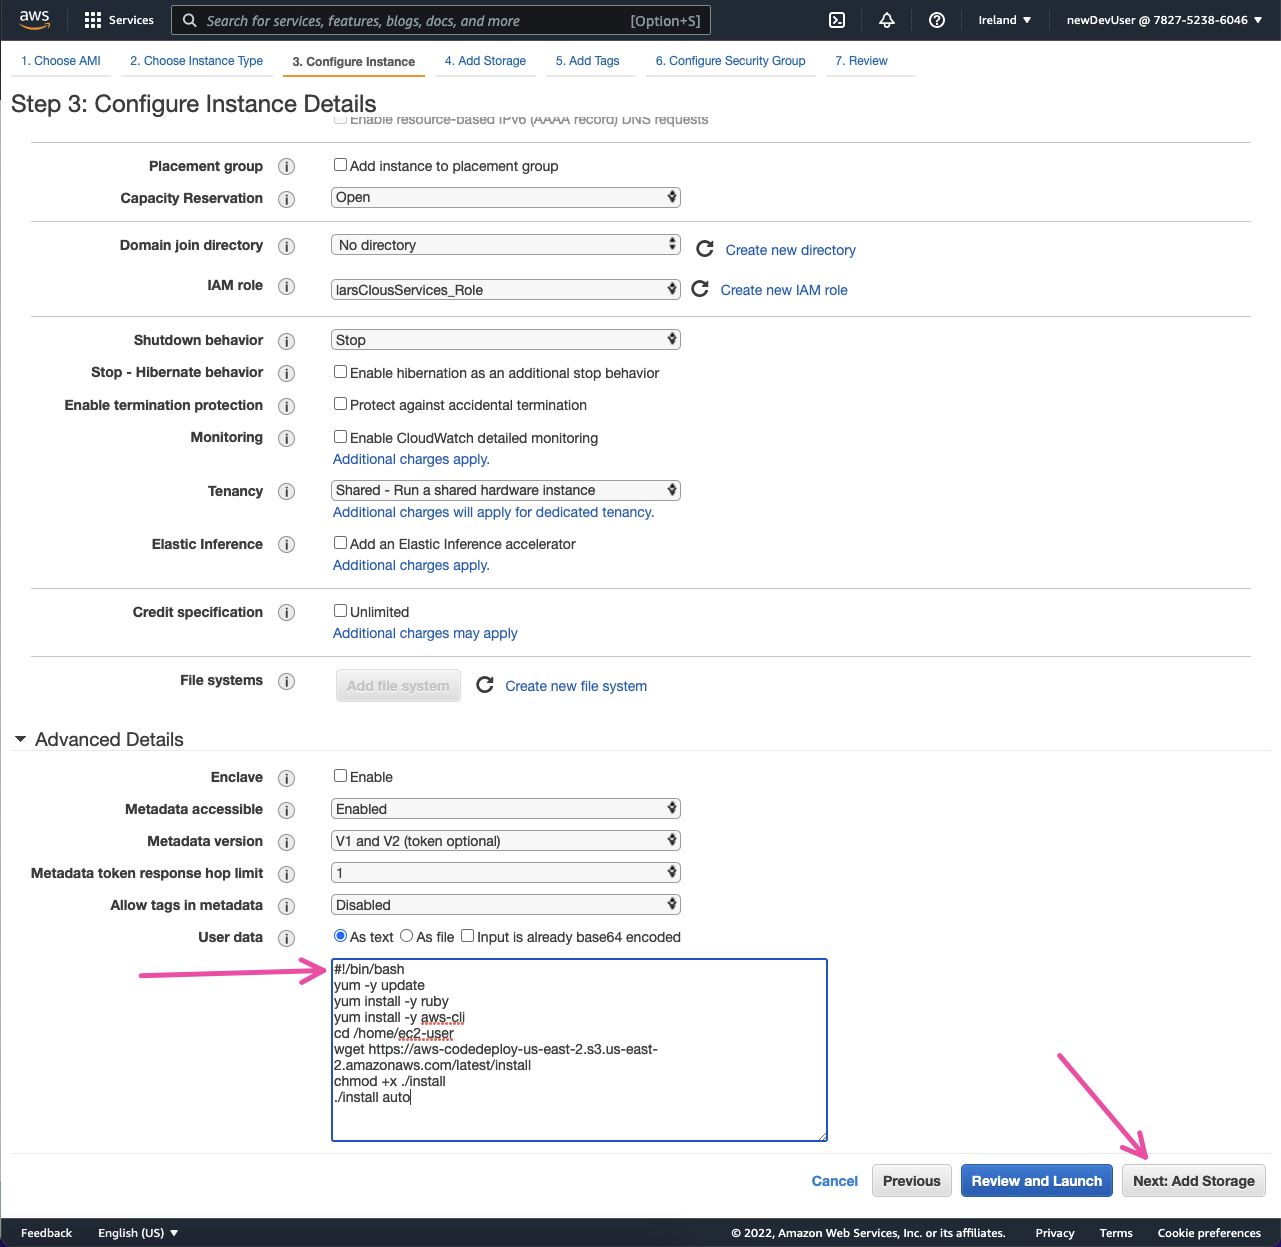 aws
Services
Search for services, features, blogs, docs, and more
[Option+S]
Ireland
newDevUser @ 7827-5238-6046
1. Choose AMI
2. Choose Instance Type
3. Configure Instance
4. Add Storage
5. Add Tags
6. Configure Security Group
7. Review
Step 3: Configure Instance Details
Enable resource-based IPv6 (AAAA record) DNS requests
Placement group
Add instance to placement group
Capacity Reservation
Open
Domain join directory
No directory
Create new directory
IAM role
larsClousServices_Role
Create new IAM role
Shutdown behavior
Stop
Stop - Hibernate behavior
Enable hibernation as an additional stop behavior
Enable termination protection
Protect against accidental termination
Monitoring
Enable CloudWatch detailed monitoring
Additional charges apply.
Tenancy
Shared - Run a shared hardware instance
Additional charges will apply for dedicated tenancy.
Elastic Inference
Add an Elastic Inference accelerator
Additional charges apply.
Credit specification
Unlimited
Additional charges may apply
File systems
Add file system
Create new file system
Advanced Details
Enclave
Enable
Metadata accessible
Enabled
Metadata version
V1 and V2 (token optional)
Metadata token response hop limit
1
Allow tags in metadata
Disabled
User data
As text
As file
Input is already base64 encoded
#!/bin/bash
yum -y update
yum install -y ruby
yum install -y aws-cli
cd /home/ec2-user
wget https://aws-codedeploy-us-east-2.s3.us-east-
2.amazonaws.com/latest/install
chmod +x ./install
./install auto
Cancel
Previous
Review and Launch
Next: Add Storage
Feedback
English (US)
© 2022, Amazon Web Services, Inc. or its affiliates.
Privacy
Terms
Cookie preferences